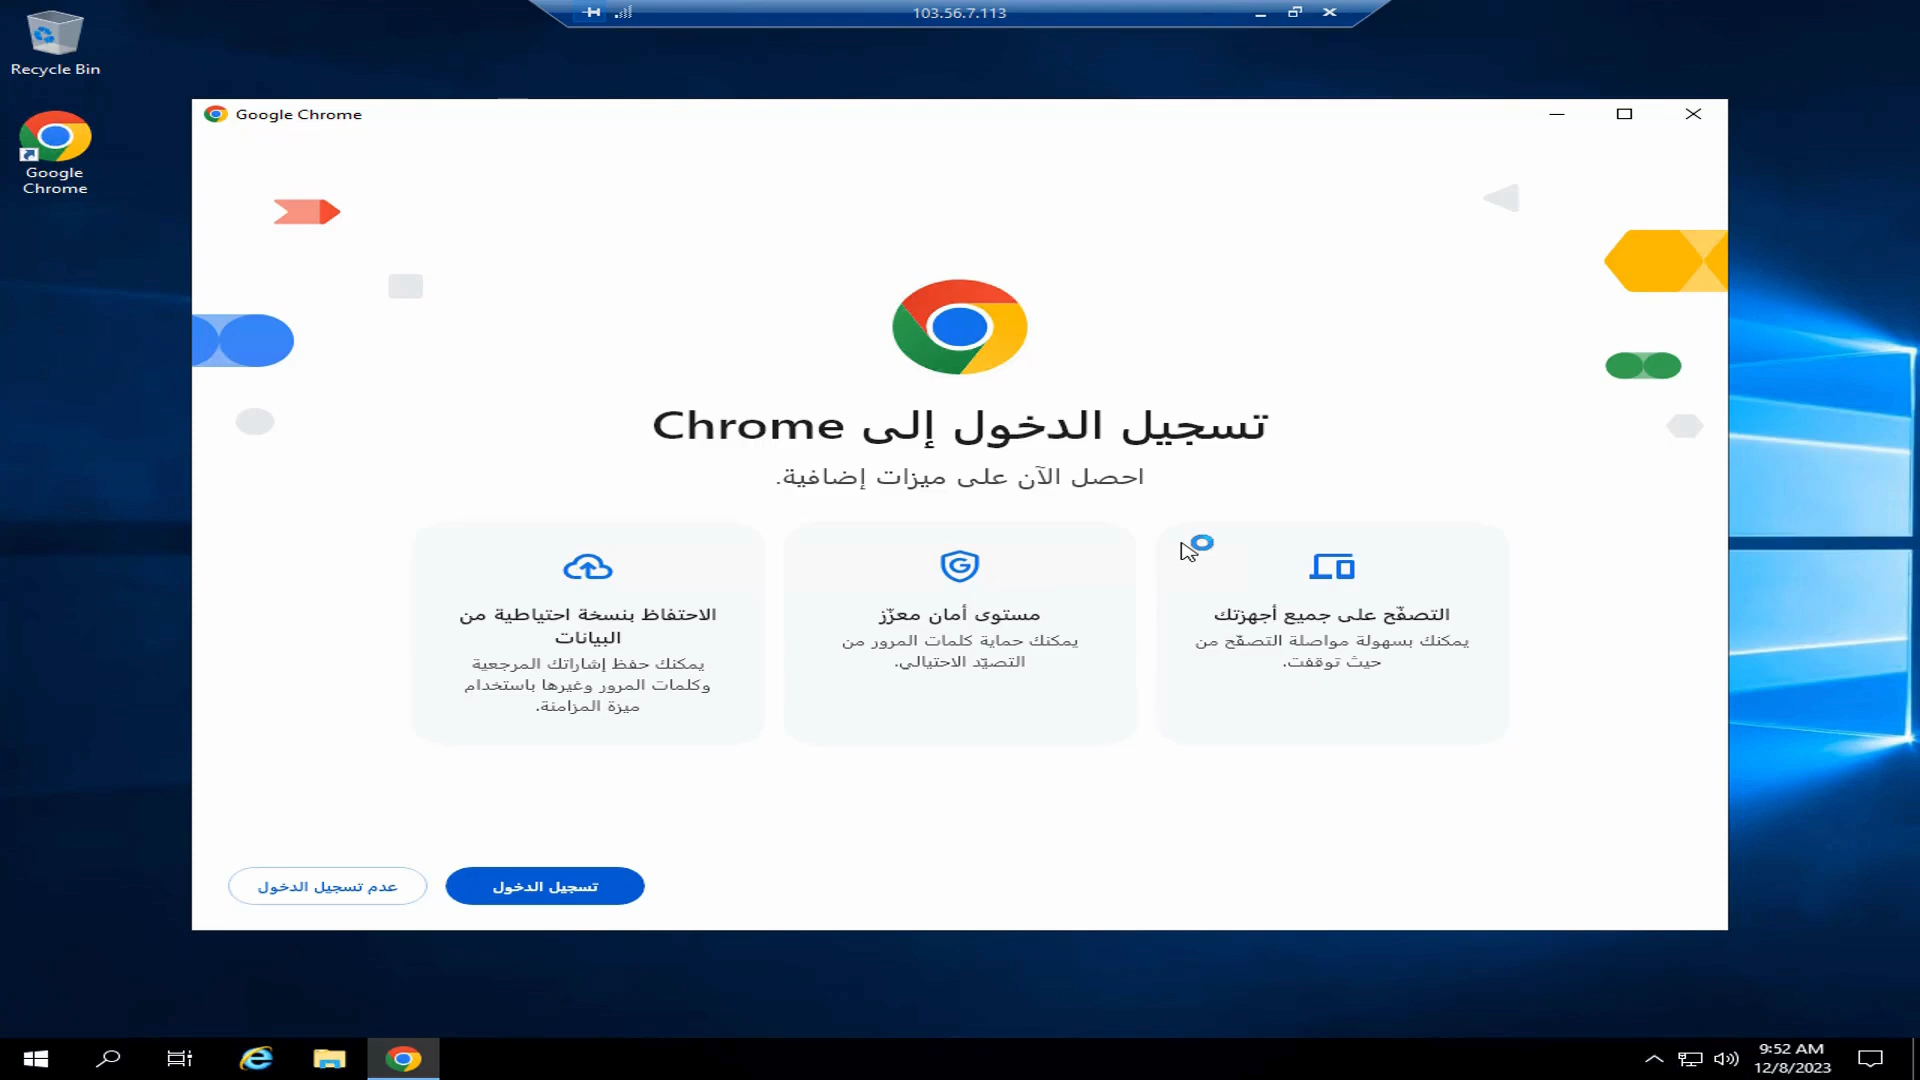 103.56.7.113
Recycle Bin
Google
Chrome
Google Chrome
تسجيل الدخول إلى Chrome
احصل الآن على ميزات إضافية.
التصفّح على جميع أجهزتك
يمكنك بسهولة مواصلة التصفّح من
حيث توقفت.
مستوى أمان معزّز
يمكنك حماية كلمات المرور من
التصيّد الاحتيالي.
الاحتفاظ بنسخة احتياطية من
البيانات
يمكنك حفظ إشاراتك المرجعية
وكلمات المرور وغيرها باستخدام
ميزة المزامنة.
تسجيل الدخول
عدم تسجيل الدخول
9:52 AM
12/8/2023